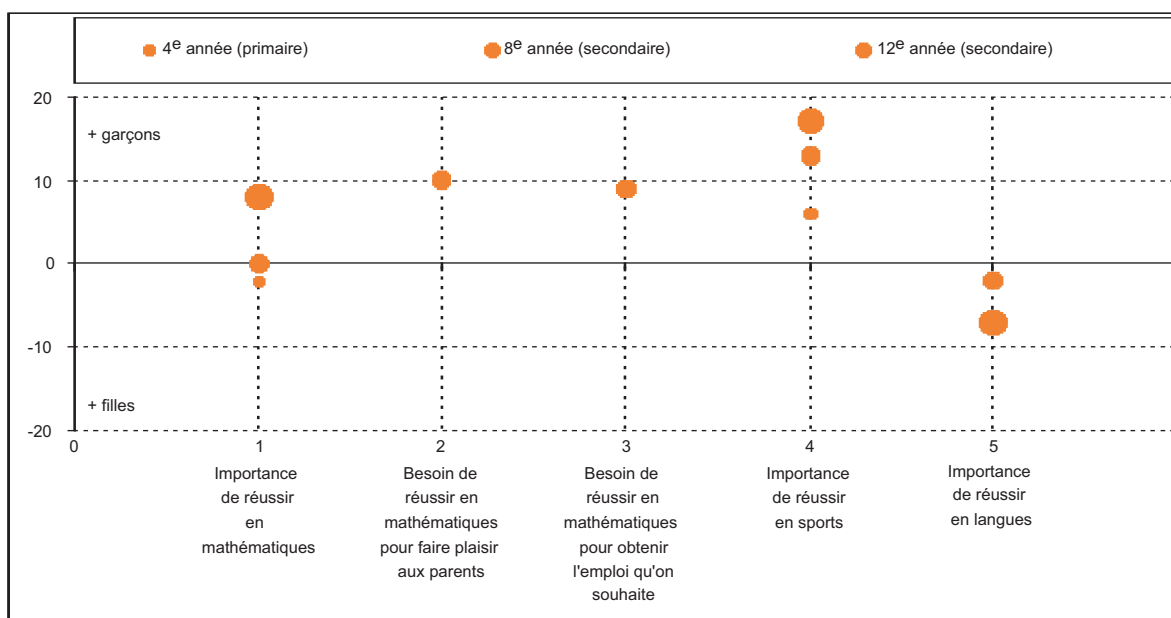 4e année (primaire) 8e année (secondaire) 12e année (secondaire)
20
+ garçons
10
0
-10
+ filles
-20
0 1 2 3 4 5
Importance
de réussir
en
mathématiques
Besoin de
réussir en
mathématiques
pour faire plaisir
aux parents
Besoin de
réussir en
mathématiques
pour obtenir
l'emploi qu'on
souhaite
Importance
de réussir
en sports
Importance
de réussir
en langues